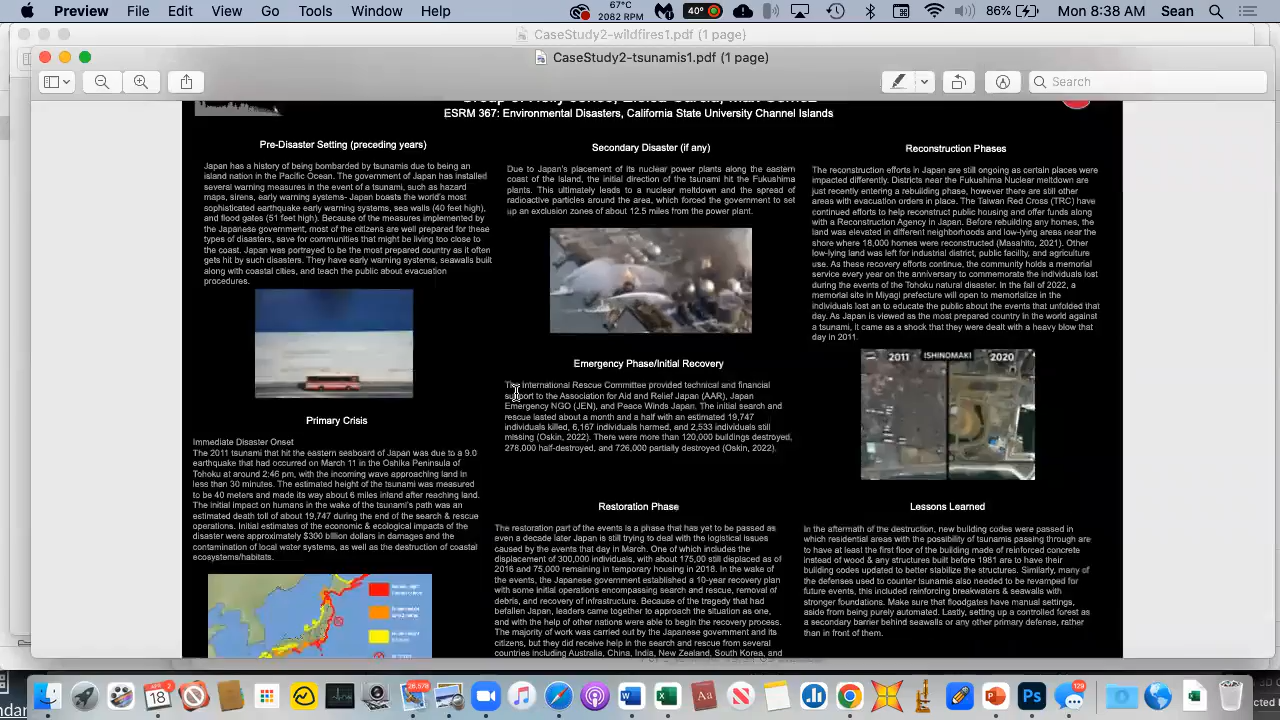 Preview File Edit View Go Tools Window Help
67°C
2082 RPM
40°
86%
Mon 8:38 AM Sean
CaseStudy2-wildfires1.pdf (1 page)
CaseStudy2-tsunamis1.pdf (1 page)
Search
ESRM 367: Environmental Disasters, California State University Channel Islands
Pre-Disaster Setting (preceding years)
Japan has a history of being bombarded by tsunamis due to being an
island nation in the Pacific Ocean. The government of Japan has installed
several warning measures in the event of a tsunami, such as hazard
maps, sirens, early warning systems- Japan boasts the world's most
sophisticated earthquake early warning systems, sea walls (40 feet high),
and flood gates (51 feet high). Because of the measures implemented by
the Japanese government, most of the citizens are well prepared for these
types of disasters, save for communities that might be living too close to
the coast. Japan was portrayed to be the most prepared country as it often
gets hit by such disasters. They have early warning systems, seawalls built
along with coastal cities, and teach the public about evacuation
procedures.
Primary Crisis
Immediate Disaster Onset
The 2011 tsunami that hit the eastern seaboard of Japan was due to a 9.0
earthquake that had occurred on March 11 in the Oshika Peninsula of
Tohoku at around 2:46 pm, with the incoming wave approaching land in
less than 30 minutes. The estimated height of the tsunami was measured
to be 40 meters and made its way about 6 miles inland after reaching land.
The initial impact on humans in the wake of the tsunami's path was an
estimated death toll of about 19,747 during the end of the search & rescue
operations. Initial estimates of the economic & ecological impacts of the
disaster were approximately $300 billion dollars in damages and the
contamination of local water systems, as well as the destruction of coastal
ecosystems/habitats.
Secondary Disaster (if any)
Due to Japan's placement of its nuclear power plants along the eastern
coast of the Island, the initial direction of the tsunami hit the Fukushima
plants. This ultimately leads to a nuclear meltdown and the spread of
radioactive particles around the area, which forced the government to set
up an exclusion zones of about 12.5 miles from the power plant.
Emergency Phase/Initial Recovery
The International Rescue Committee provided technical and financial
support to the Association for Aid and Relief Japan (AAR), Japan
Emergency NGO (JEN), and Peace Winds Japan. The initial search and
rescue lasted about a month and a half with an estimated 19,747
individuals killed, 6,167 individuals harmed, and 2,533 individuals still
missing (Oskin, 2022). There were more than 120,000 buildings destroyed,
278,000 half-destroyed, and 726,000 partially destroyed (Oskin, 2022).
Restoration Phase
The restoration part of the events is a phase that has yet to be passed as
even a decade later Japan is still trying to deal with the logistical issues
caused by the events that day in March. One of which includes the
displacement of 300,000 individuals, with about 175,00 still displaced as of
2016 and 75,000 remaining in temporary housing in 2018. In the wake of
the events, the Japanese government established a 10-year recovery plan
with some initial operations encompassing search and rescue, removal of
debris, and recovery of infrastructure. Because of the tragedy that had
befallen Japan, leaders came together to approach the situation as one,
and with the help of other nations were able to begin the recovery process.
The majority of work was carried out by the Japanese government and its
citizens, but they did receive help in the search and rescue from several
countries including Australia, China, India, New Zealand, South Korea, and
Reconstruction Phases
The reconstruction efforts in Japan are still ongoing as certain places were
impacted differently. Districts near the Fukushima Nuclear meltdown are
just recently entering a rebuilding phase, however there are still other
areas with evacuation orders in place. The Taiwan Red Cross (TRC) have
continued efforts to help reconstruct public housing and offer funds along
with a Reconstruction Agency in Japan. Before rebuilding any homes, the
land was elevated in different neighborhoods and low-lying areas near the
shore where 18,000 homes were reconstructed (Masahito, 2021). Other
low-lying land was left for industrial district, public facility, and agriculture
use. As these recovery efforts continue, the community holds a memorial
service every year on the anniversary to commemorate the individuals lost
during the events of the Tohoku natural disaster. In the fall of 2022, a
memorial site in Miyagi prefecture will open to memorialize in the
individuals lost an to educate the public about the events that unfolded that
day. As Japan is viewed as the most prepared country in the world against
a tsunami, it came as a shock that they were dealt with a heavy blow that
day in 2011.
2011 ISHINOMAKI 2020
Lessons Learned
In the aftermath of the destruction, new building codes were passed in
which residential areas with the possibility of tsunamis passing through are
to have at least the first floor of the building made of reinforced concrete
instead of wood & any structures built before 1981 are to have their
building codes updated to better stabilize the structures. Similarly, many of
the defenses used to counter tsunamis also needed to be revamped for
future events, this included reinforcing breakwaters & seawalls with
stronger foundations. Make sure that floodgates have manual settings,
aside from being purely automated. Lastly, setting up a controlled forest as
a secondary barrier behind seawalls or any other primary defense, rather
than in front of them.